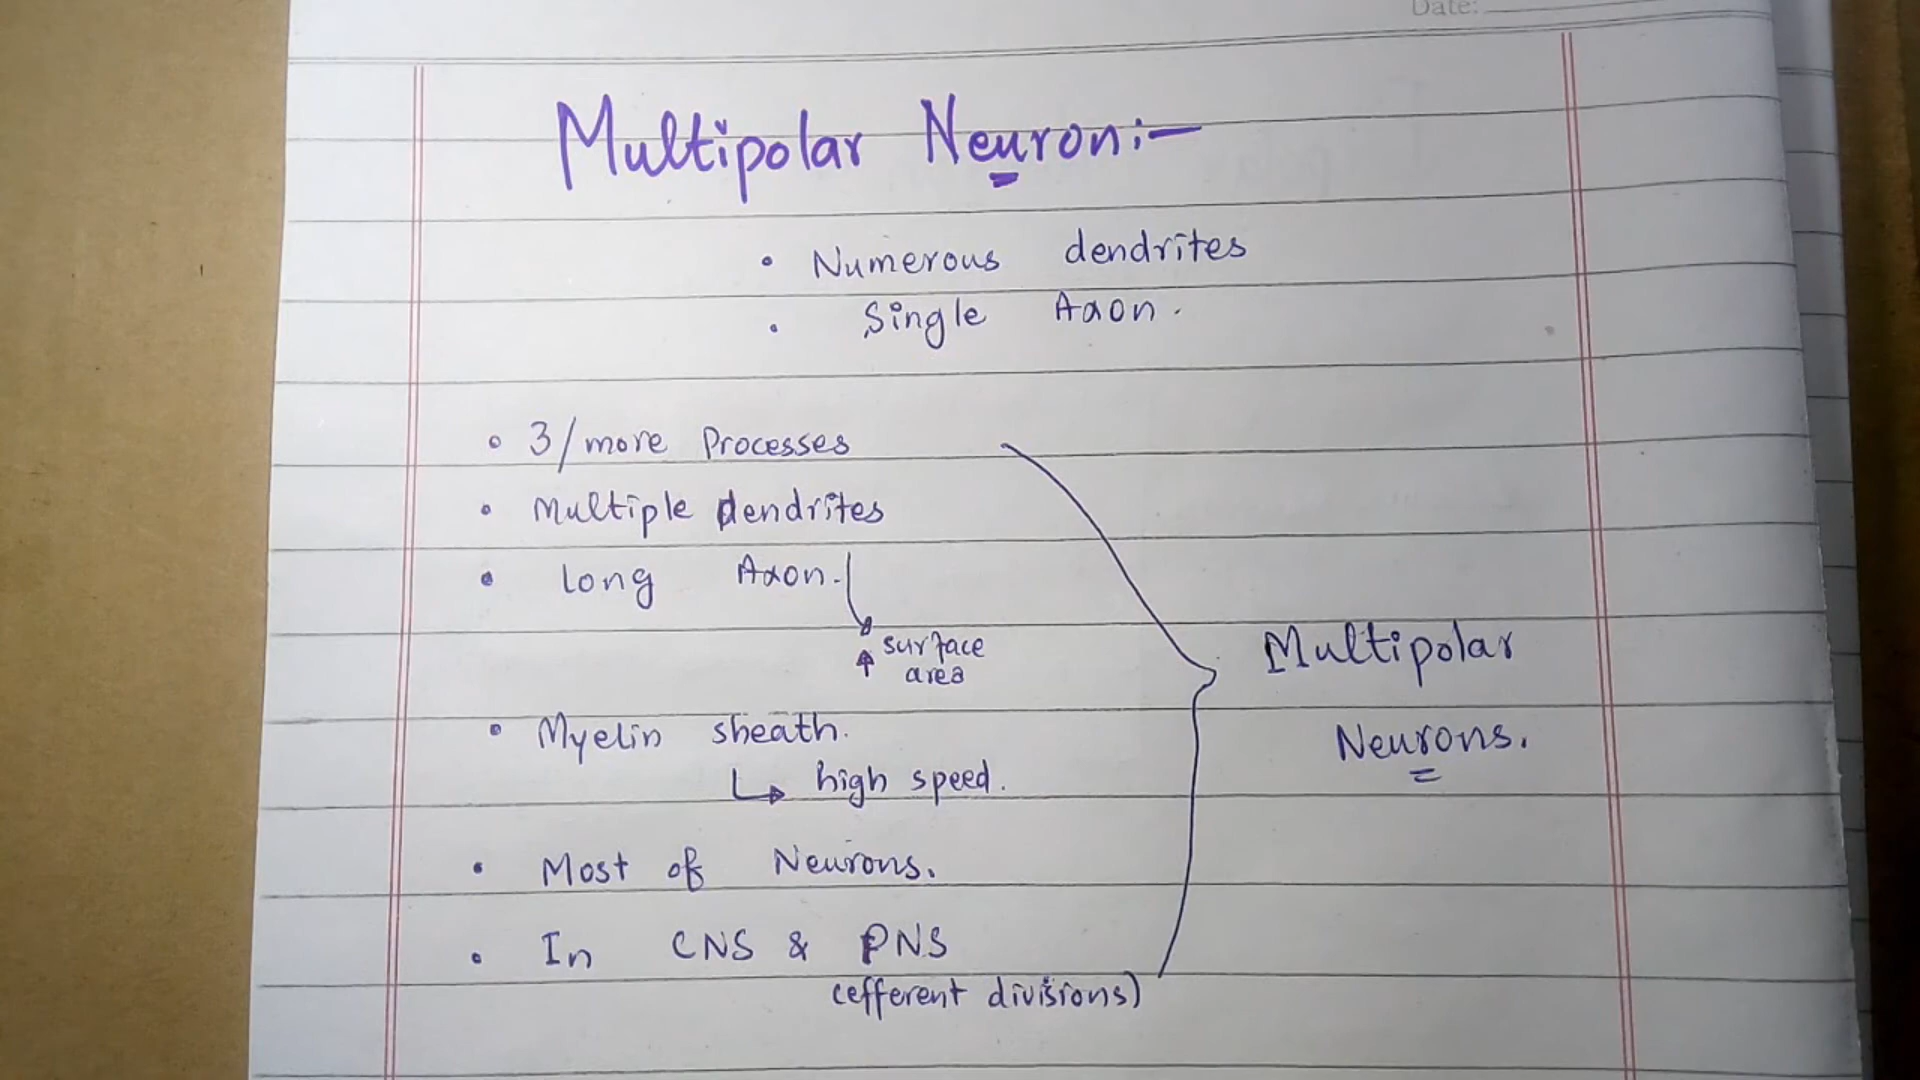 Date:
Multipolar Neuron:-
• Numerous dendrites
• Single Axon.
• 3/more Processes
• Multiple dendrites
• Long Axon.
↑ surface
area
• Myelin sheath.
↳ high speed.
• Most of Neurons.
• In CNS & PNS
(efferent divisions)
Multipolar
Neurons.